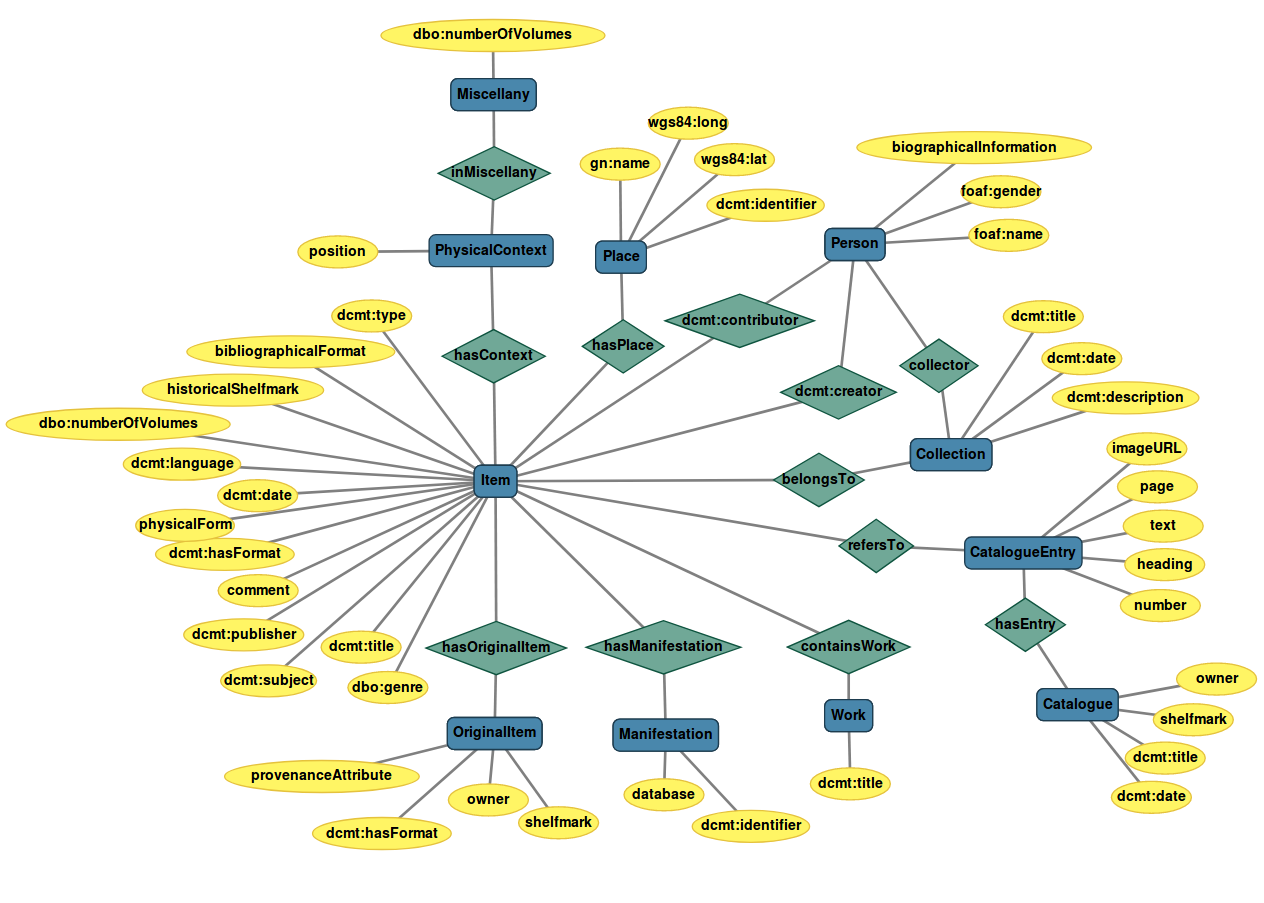 dbo:numberOfVolumes
Miscellany
inMiscellany
PhysicalContext
position
hasContext
wgs84:long
gn:name
wgs84:lat
dcmt:identifier
Place
hasPlace
biographicalInformation
foaf:gender
foaf:name
Person
dcmt:contributor
dcmt:creator
collector
dcmt:title
dcmt:date
dcmt:description
Collection
belongsTo
dcmt:type
bibliographicalFormat
historicalShelfmark
dbo:numberOfVolumes
dcmt:language
dcmt:date
physicalForm
dcmt:hasFormat
comment
dcmt:publisher
dcmt:subject
dcmt:title
dbo:genre
Item
refersTo
imageURL
page
text
heading
number
CatalogueEntry
hasEntry
Catalogue
owner
shelfmark
dcmt:title
dcmt:date
hasOriginalItem
hasManifestation
containsWork
OriginalItem
Manifestation
Work
provenanceAttribute
dcmt:hasFormat
owner
shelfmark
database
dcmt:identifier
dcmt:title